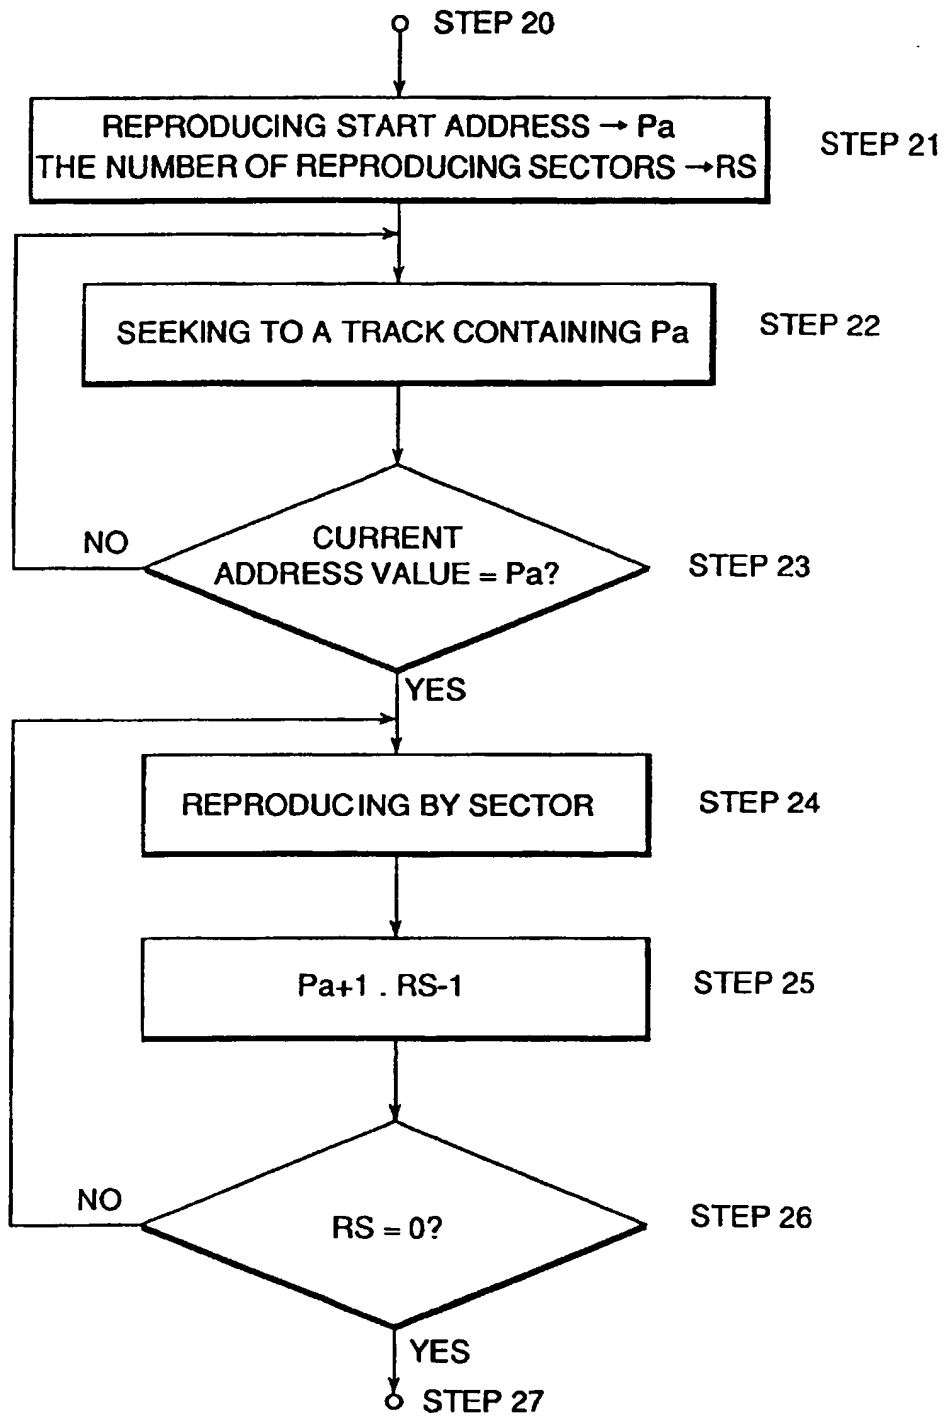 STEP 20
REPRODUCING START ADDRESS → Pa
THE NUMBER OF REPRODUCING SECTORS →RS
STEP 21
SEEKING TO A TRACK CONTAINING Pa
STEP 22
NO
CURRENT
ADDRESS VALUE = Pa?
STEP 23
YES
REPRODUCING BY SECTOR
STEP 24
Pa+1 . RS-1
STEP 25
NO
RS = 0?
STEP 26
YES
STEP 27